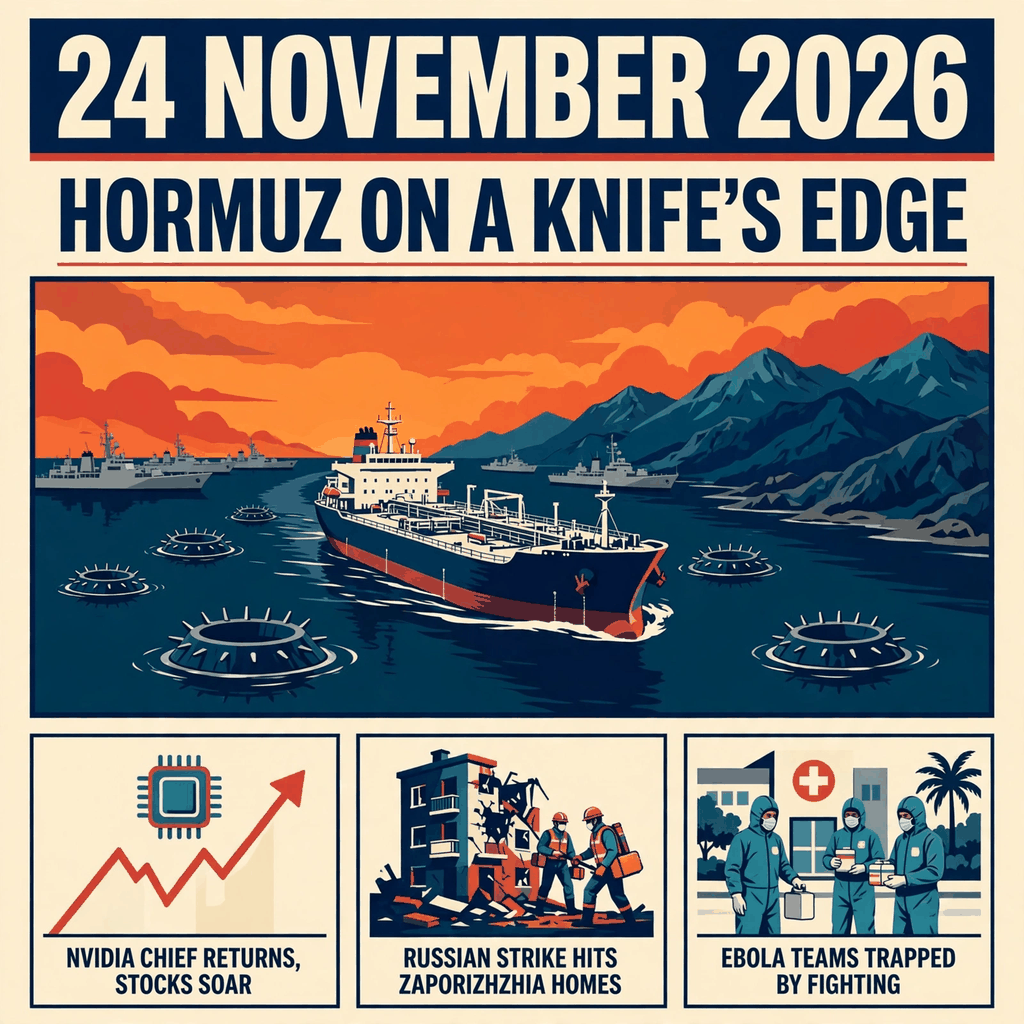 24 NOVEMBER 2026
HORMUZ ON A KNIFE’S EDGE
NVIDIA CHIEF RETURNS,
STOCKS SOAR
RUSSIAN STRIKE HITS
ZAPORIZHZHIA HOMES
EBOLA TEAMS TRAPPED
BY FIGHTING